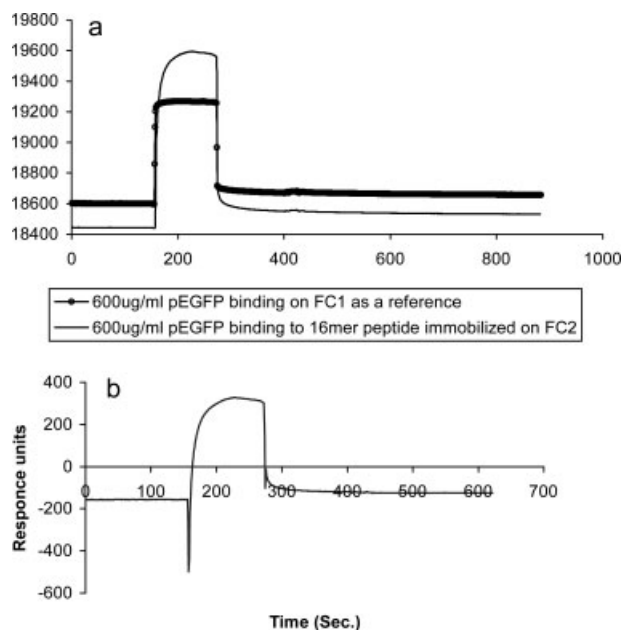 a
19800
19600
19400
19200
19000
18800
18600
18400
0 200 400 600 800 1000
600ug/ml pEGFP binding on FC1 as a reference
600ug/ml pEGFP binding to 16mer peptide immobilized on FC2
b
Responce units
400
200
0
-200
-400
-600
0 100 200 300 400 500 600 700
Time (Sec.)